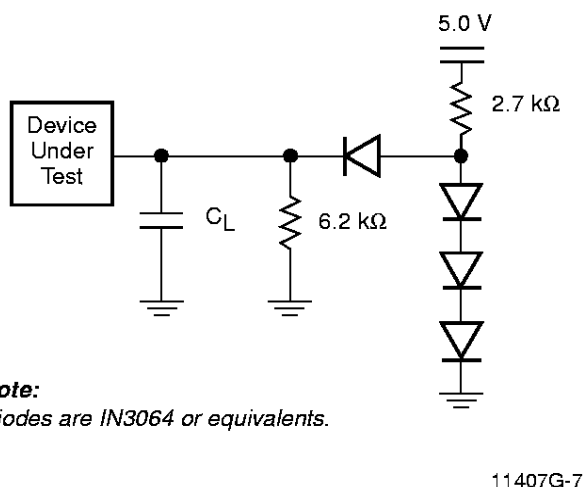 5.0 V
2.7 kΩ
Device
Under
Test
C_L
6.2 kΩ
ote:
iodes are IN3064 or equivalents.
11407G-7